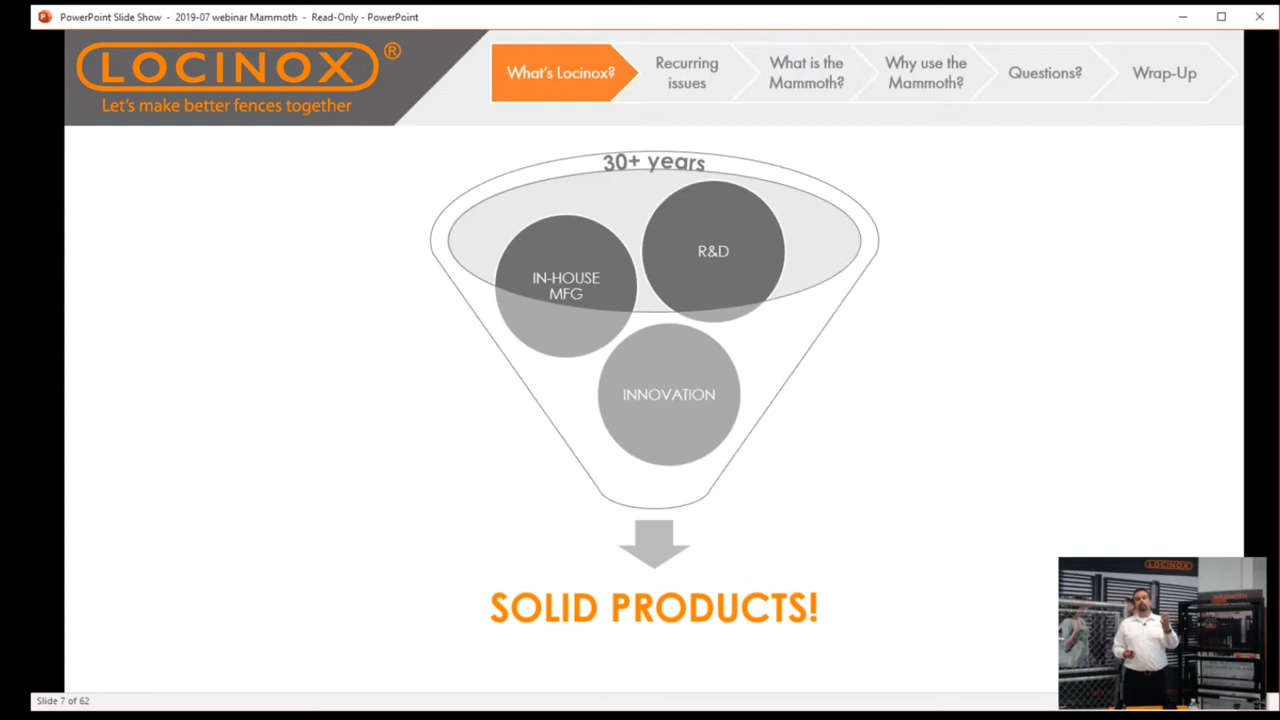 PowerPoint Slide Show - 2019-07 webinar Mammoth - Read-Only - PowerPoint
LOCINOX®
Let's make better fences together
What's Locinox?
Recurring
issues
What is the
Mammoth?
Why use the
Mammoth?
Questions?
Wrap-Up
30+ years
R&D
IN-HOUSE
MFG
INNOVATION
SOLID PRODUCTS!
LOCINOX
MAMMOTH
Slide 7 of 62